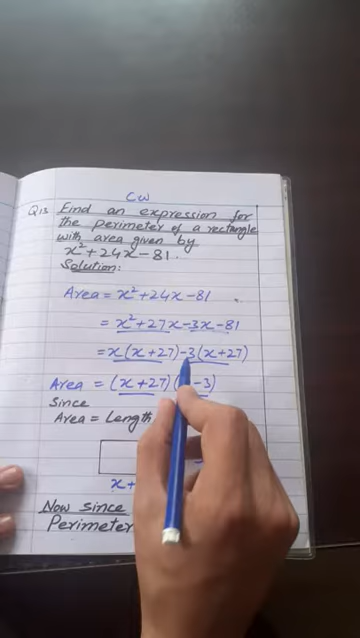 CW
Q13 Find an expression for
the perimeter of a rectangle
with area given by
x²+24x-81.
Solution:
Area = x²+24x-81
= x²+27x-3x-81
= x(x+27)-3(x+27)
Area = (x+27)( -3)
Since
Area = Length
x+
Now since
Perimeter